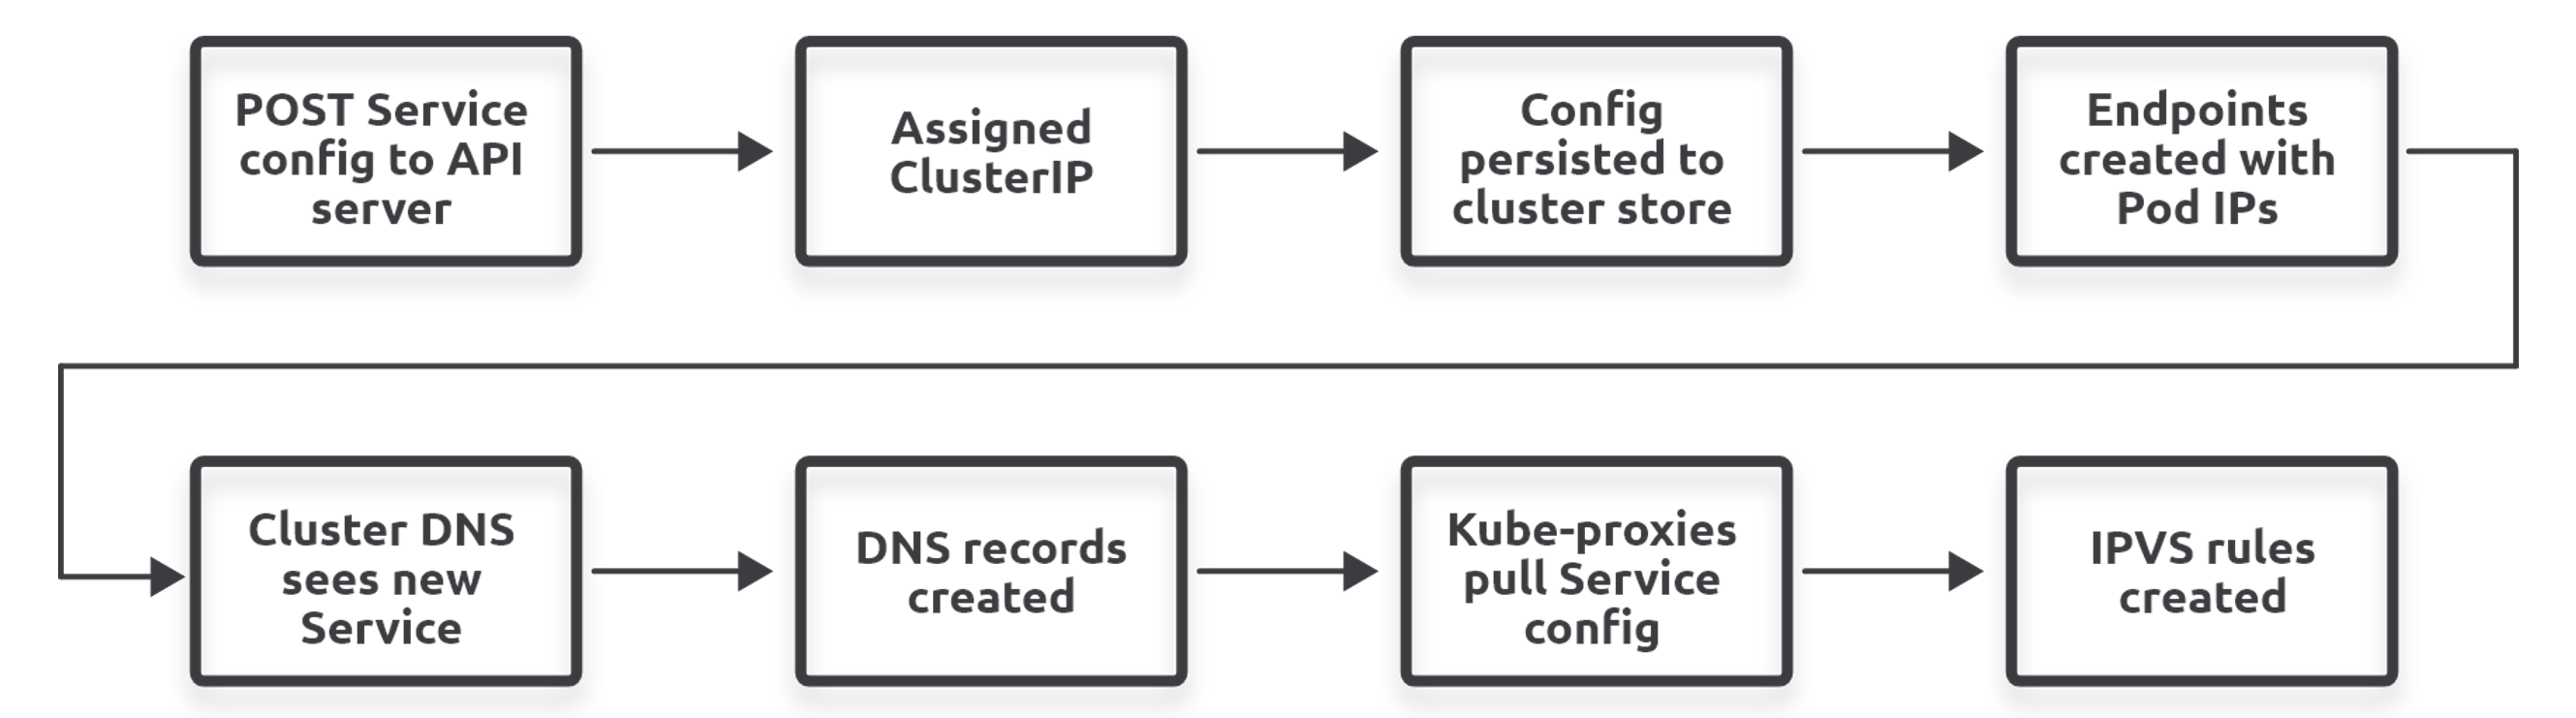 POST Service
config to API
server
Assigned
ClusterIP
Config
persisted to
cluster store
Endpoints
created with
Pod IPs
Cluster DNS
sees new
Service
DNS records
created
Kube-proxies
pull Service
config
IPVS rules
created